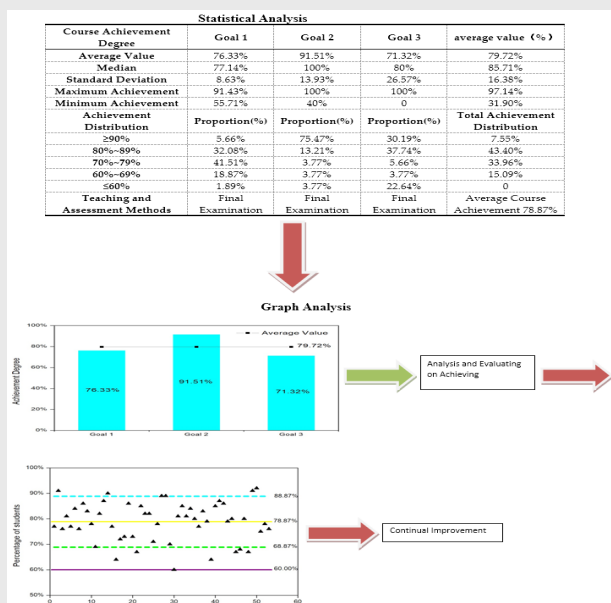 Statistical Analysis
Course Achievement Degree Goal 1 Goal 2 Goal 3 average value (%)
Average Value 76.33% 91.51% 71.32% 79.72%
Median 77.14% 100% 80% 85.71%
Standard Deviation 8.63% 13.93% 26.57% 16.38%
Maximum Achievement 91.43% 100% 100% 97.14%
Minimum Achievement 55.71% 40% 0 31.90%
Achievement Distribution Proportion(%) Proportion(%) Proportion(%) Total Achievement Distribution
≥90% 5.66% 75.47% 30.19% 7.55%
80%~89% 32.08% 13.21% 37.74% 43.40%
70%~79% 41.51% 3.77% 5.66% 33.96%
60%~69% 18.87% 3.77% 3.77% 15.09%
≤60% 1.89% 3.77% 22.64% 0
Teaching and Assessment Methods Final Examination Final Examination Final Examination Average Course Achievement 78.87%
Graph Analysis
100%
80%
60%
40%
20%
0%
Achievement Degree
Average Value
79.72%
76.33%
91.51%
71.32%
Goal 1 Goal 2 Goal 3
Analysis and Evaluating
on Achieving
100%
90%
80%
70%
60%
50%
Percentage of students
88.87%
78.87%
68.87%
60.00%
0 10 20 30 40 50 60
Continual Improvement